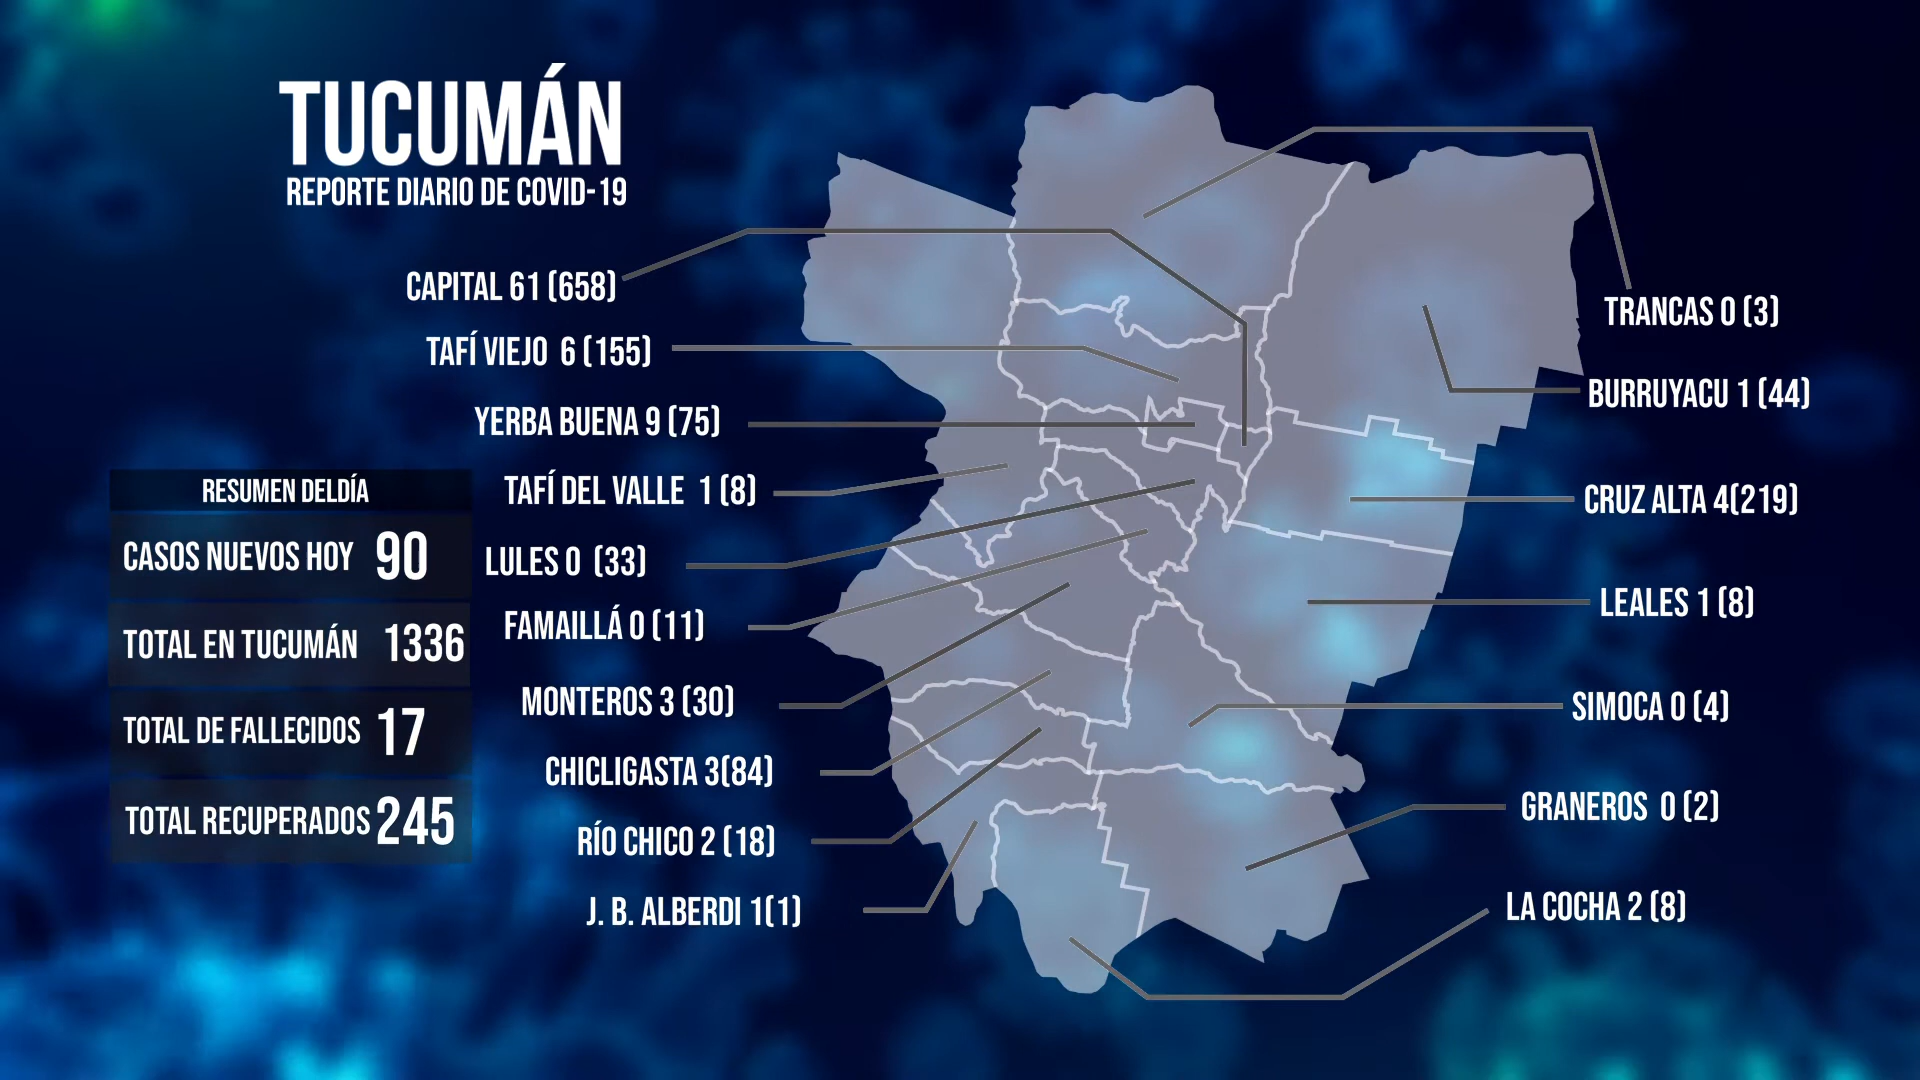 TUCUMÁN
REPORTE DIARIO DE COVID-19
CAPITAL 61 (658)
TAFÍ VIEJO 6 (155)
YERBA BUENA 9 (75)
TAFÍ DEL VALLE 1 (8)
LULES 0 (33)
FAMAILLÁ 0 (11)
MONTEROS 3 (30)
CHICLIGASTA 3(84)
RÍO CHICO 2 (18)
J. B. ALBERDI 1(1)
RESUMEN DELDÍA
CASOS NUEVOS HOY 90
TOTAL EN TUCUMÁN 1336
TOTAL DE FALLECIDOS 17
TOTAL RECUPERADOS 245
TRANCAS 0 (3)
BURRUYACU 1 (44)
CRUZ ALTA 4(219)
LEALES 1 (8)
SIMOCA 0 (4)
GRANEROS 0 (2)
LA COCHA 2 (8)